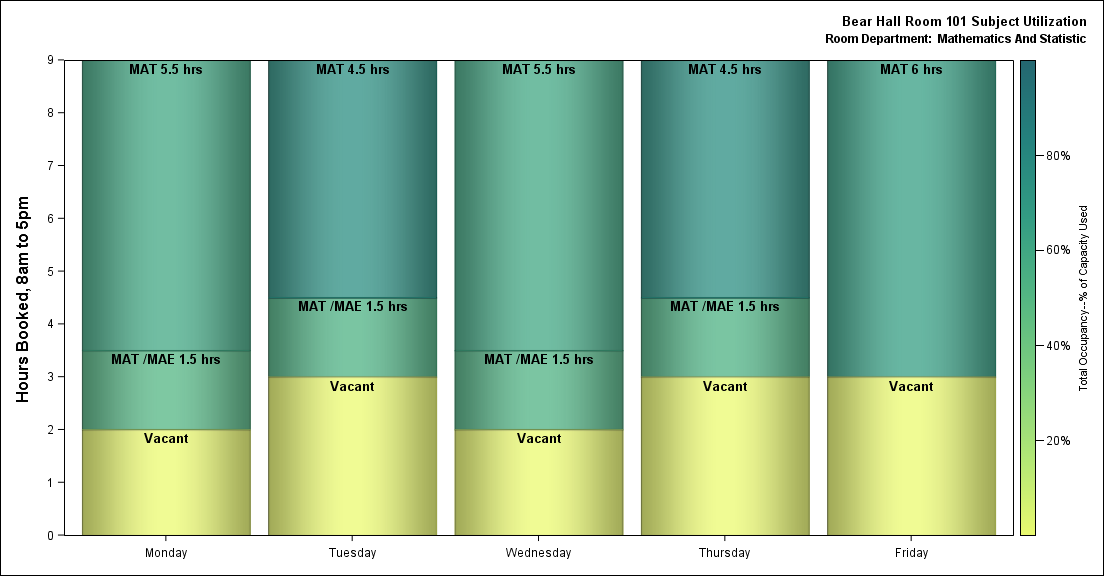 Bear Hall Room 101 Subject Utilization
Room Department: Mathematics And Statistic
Hours Booked, 8am to 5pm
9
8
7
6
5
4
3
2
1
0
MAT 5.5 hrs
MAT /MAE 1.5 hrs
Vacant
MAT 4.5 hrs
MAT /MAE 1.5 hrs
Vacant
MAT 5.5 hrs
MAT /MAE 1.5 hrs
Vacant
MAT 4.5 hrs
MAT /MAE 1.5 hrs
Vacant
MAT 6 hrs
Vacant
Monday
Tuesday
Wednesday
Thursday
Friday
80%
60%
40%
20%
Total Occupancy--% of Capacity Used